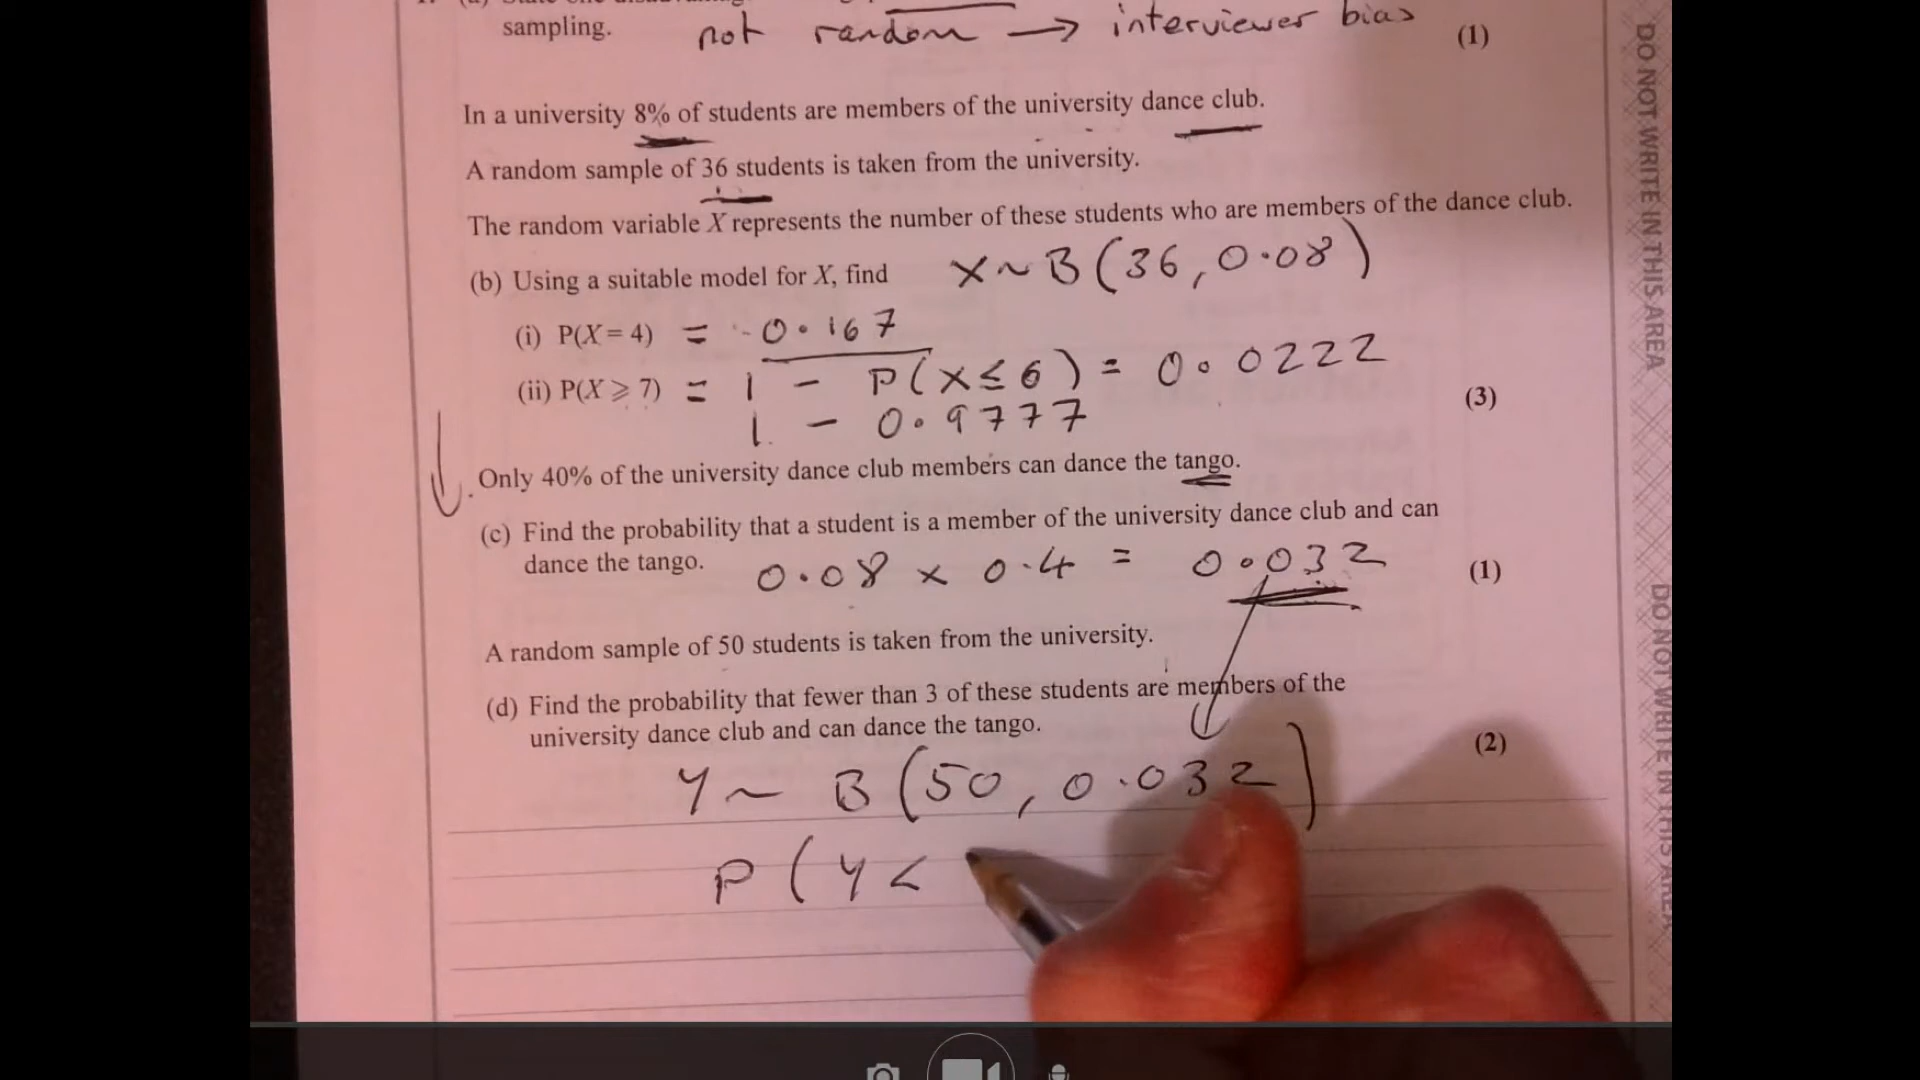 sampling. not random → interviewer bias (1)
In a university 8% of students are members of the university dance club.
A random sample of 36 students is taken from the university.
The random variable X represents the number of these students who are members of the dance club.
(b) Using a suitable model for X, find X ~ B (36, 0.08)
(i) P(X = 4) = 0.167
(ii) P(X ⩾ 7) = 1 - P(X ≤ 6) = 0.0222
1 - 0.9777
(3)
Only 40% of the university dance club members can dance the tango.
(c) Find the probability that a student is a member of the university dance club and can
dance the tango. 0.08 × 0.4 = 0.032 (1)
A random sample of 50 students is taken from the university.
(d) Find the probability that fewer than 3 of these students are members of the
university dance club and can dance the tango.
(2)
Y ~ B (50, 0.032)
P (Y <
DO NOT WRITE IN THIS AREA
DO NOT WRITE IN THIS AREA